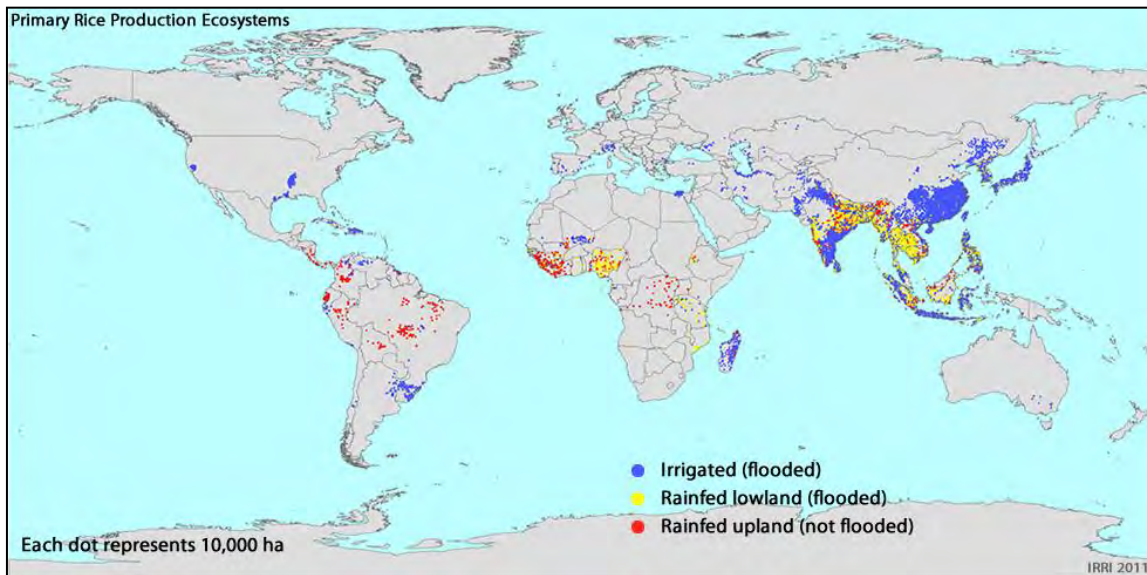 Primary Rice Production Ecosystems
Irrigated (flooded)
Rainfed lowland (flooded)
Rainfed upland (not flooded)
Each dot represents 10,000 ha
IRRI 2011